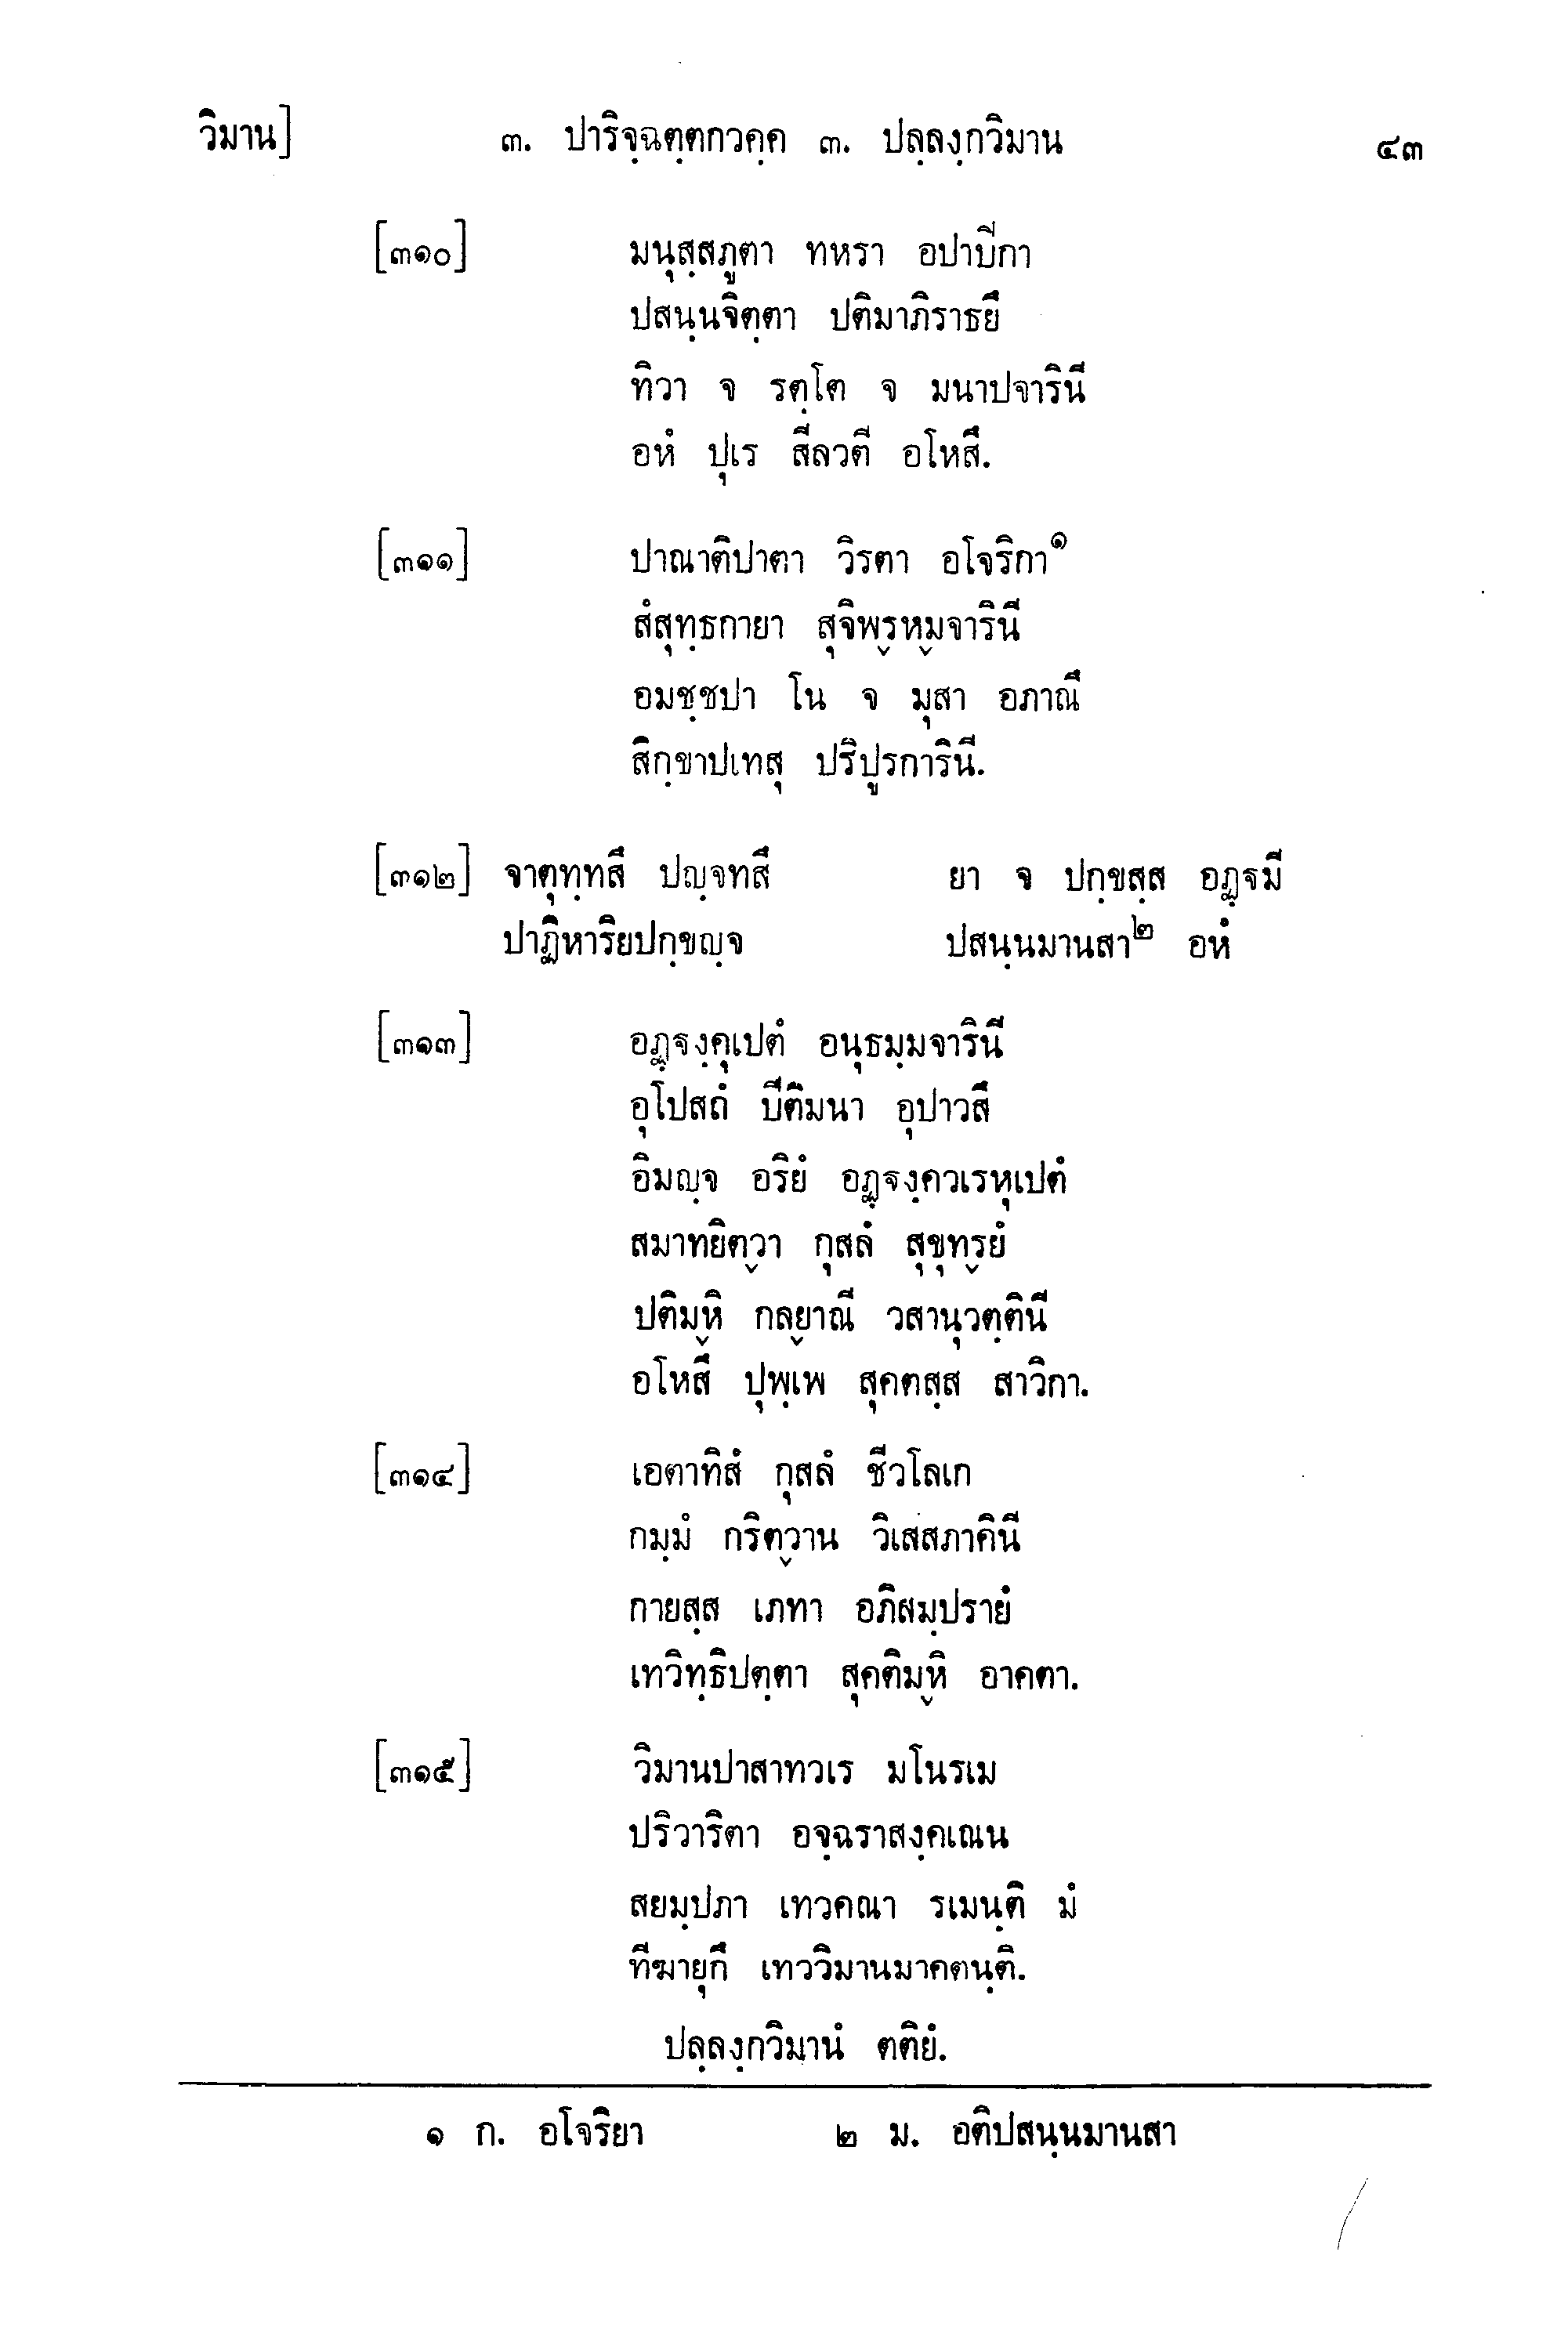 วิมาน] ๓. ปาริจฺฉตฺตกวคฺค ๓. ปลฺลงฺกวิมาน ๔๓
[๓๑๐] มนุสฺสภูตา ทหรา อปาปิกา
ปสนฺนจิตฺตา ปติมาภิราธยึ
ทิวา จ รตฺโต จ มนาปจารินี
อหํ ปุเร สีลวตี อโหสึ.
[๓๑๑] ปาณาติปาตา วิรตา อโจริกา๑
สํสุทฺธกายา สุจิพฺรหฺมจารินี
อมชฺชปา โน จ มุสา อภาณึ
สิกฺขาปเทสุ ปริปูรการินี.
[๓๑๒] จาตุทฺทสึ ปญฺจทสึ ยา จ ปกฺขสฺส อฏฺฐมี
ปาฏิหาริยปกฺขญฺจ ปสนฺนมานสา๒ อหํ
[๓๑๓] อฏฺฐงฺคุเปตํ อนุธมฺมจารินี
อุโปสถํ ปีติมนา อุปาวสึ
อิมญฺจ อริยํ อฏฺฐงฺควเรหุเปตํ
สมาทยิตฺวา กุสลํ สุขุทฺรยํ
ปติมฺหิ กลฺยาณี วสานุวตฺตินี
อโหสึ ปุพฺเพ สุคตสฺส สาวิกา.
[๓๑๔] เอตาทิสํ กุสลํ ชีวโลเก
กมฺมํ กริตฺวาน วิเสสภาคินี
กายสฺส เภทา อภิสมฺปรายํ
เทวิทฺธิปตฺตา สุคติมฺหิ อาคตา.
[๓๑๕] วิมานปาสาทวเร มโนรเม
ปริวาริตา อจฺฉราสงฺคเณน
สยมฺปภา เทวคณา รเมนฺติ มํ
ทีฆายุกึ เทววิมานมาคตนฺติ.
ปลฺลงฺกวิมานํ ตติยํ.
๑ ก. อโจริยา ๒ ม. อติปสนฺนมานสา